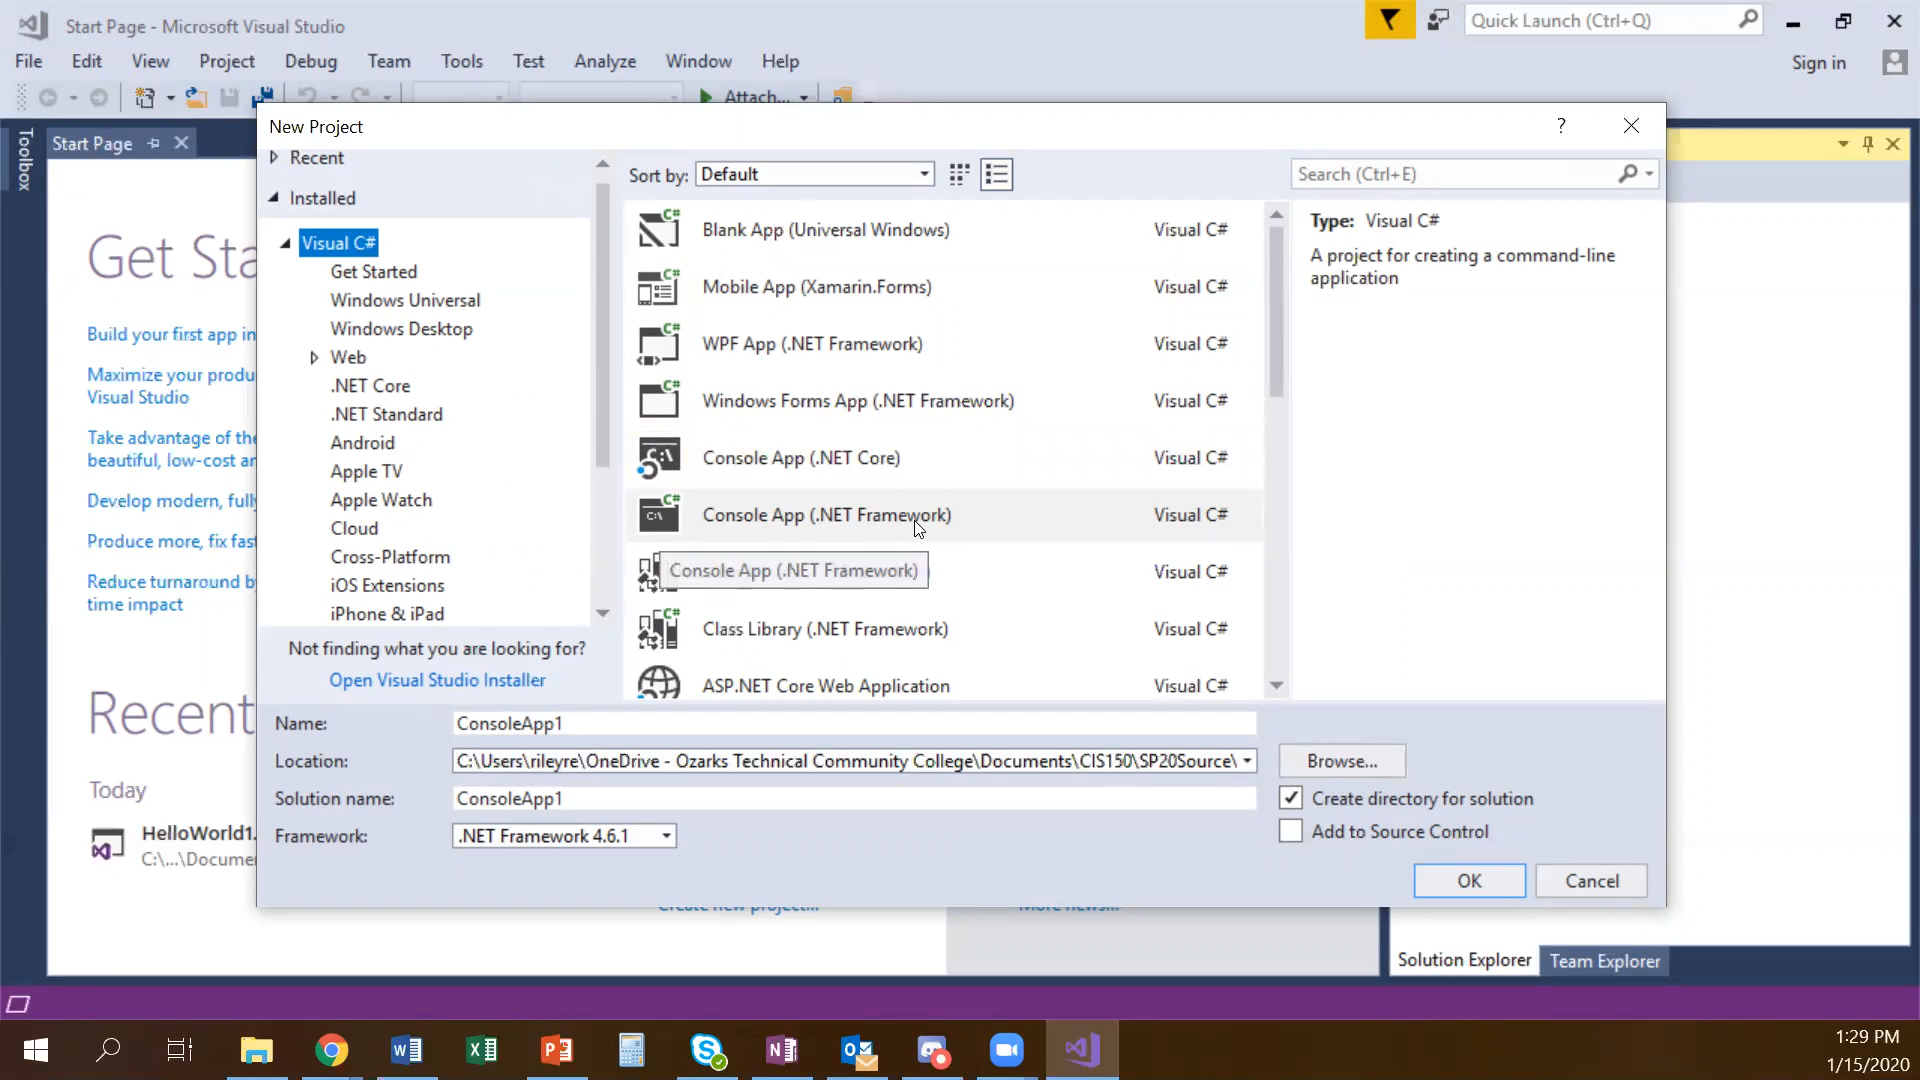 Start Page - Microsoft Visual Studio
Quick Launch (Ctrl+Q)
File Edit View Project Debug Team Tools Test Analyze Window Help
Sign in
Attach...
Toolbox
Start Page
New Project
?
Recent
Installed
Visual C#
Get Started
Windows Universal
Windows Desktop
Web
.NET Core
.NET Standard
Android
Apple TV
Apple Watch
Cloud
Cross-Platform
iOS Extensions
iPhone & iPad
Not finding what you are looking for?
Open Visual Studio Installer
Sort by: Default
Search (Ctrl+E)
Blank App (Universal Windows) Visual C#
Mobile App (Xamarin.Forms) Visual C#
WPF App (.NET Framework) Visual C#
Windows Forms App (.NET Framework) Visual C#
Console App (.NET Core) Visual C#
Console App (.NET Framework) Visual C#
Console App (.NET Framework) Visual C#
Class Library (.NET Framework) Visual C#
ASP.NET Core Web Application Visual C#
Type: Visual C#
A project for creating a command-line
application
Name: ConsoleApp1
Location: C:\Users\rileyre\OneDrive - Ozarks Technical Community College\Documents\CIS150\SP20Source\
Browse...
Solution name: ConsoleApp1
Create directory for solution
Framework: .NET Framework 4.6.1
Add to Source Control
OK Cancel
Get Sta
Build your first app in
Maximize your produ
Visual Studio
Take advantage of the
beautiful, low-cost an
Develop modern, fully
Produce more, fix fast
Reduce turnaround by
time impact
Recent
Today
HelloWorld1.
C:\...\Docume
Create new project...
More news...
Solution Explorer Team Explorer
1:29 PM
1/15/2020